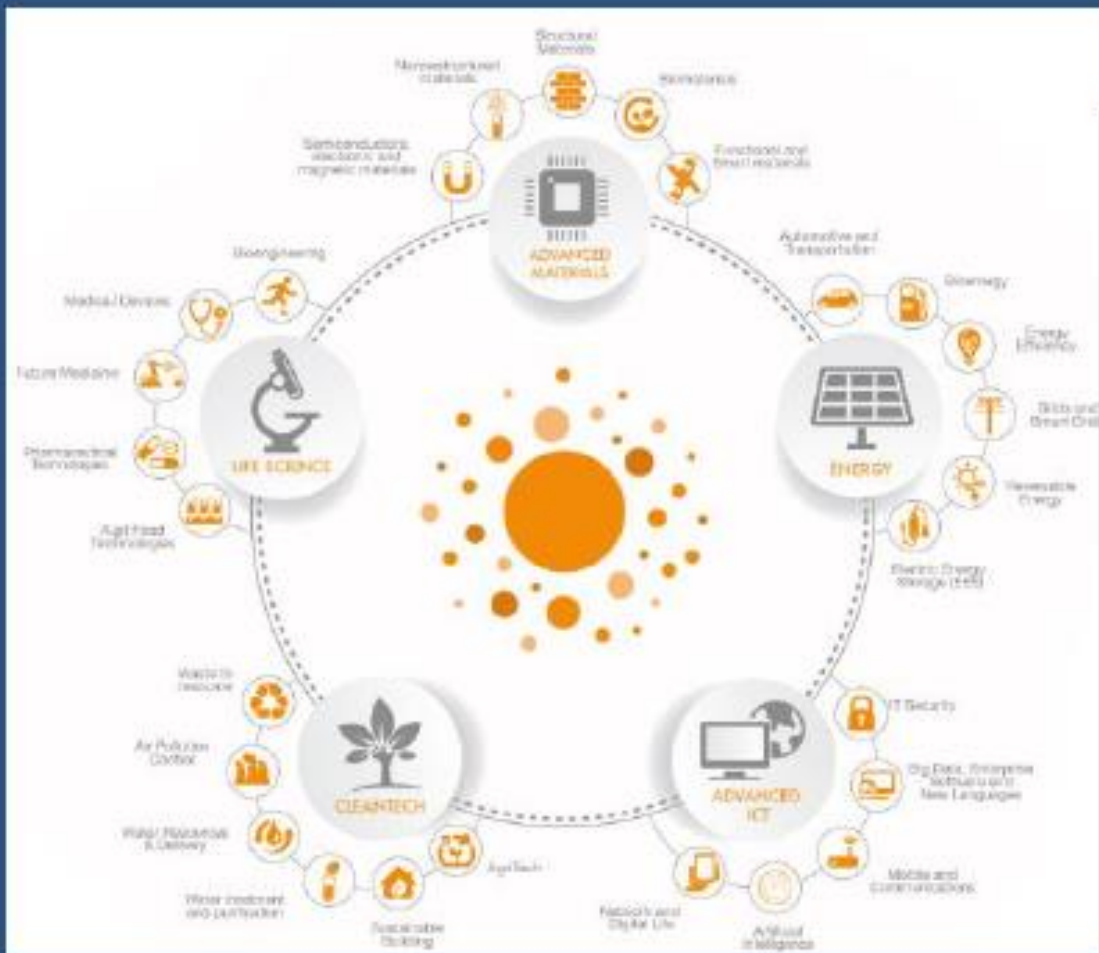 Structural
Materials
Nanostructured
materials
Biomaterials
Semiconductors,
electronic and
magnetic materials
Functional and
Smart materials
ADVANCED
MATERIALS
Automotive and
Transportation
Bioenergy
Energy
Efficiency
Grids and
Smart Grids
Renewable
Energy
Electric Energy
Storage (EES)
ENERGY
Bioengineering
Medical Devices
Future Medicine
Pharmaceutical
Technologies
Agri Food
Technologies
LIFE SCIENCE
Waste to
resource
Air Pollution
Control
Water Resources
& Delivery
Water treatment
and purification
Sustainable
Building
AgriTech
CLEANTECH
IT Security
Big Data, Enterprise
Software and
New Languages
Mobile and
Communications
Artificial
Intelligence
Network and
Digital Life
ADVANCED
ICT